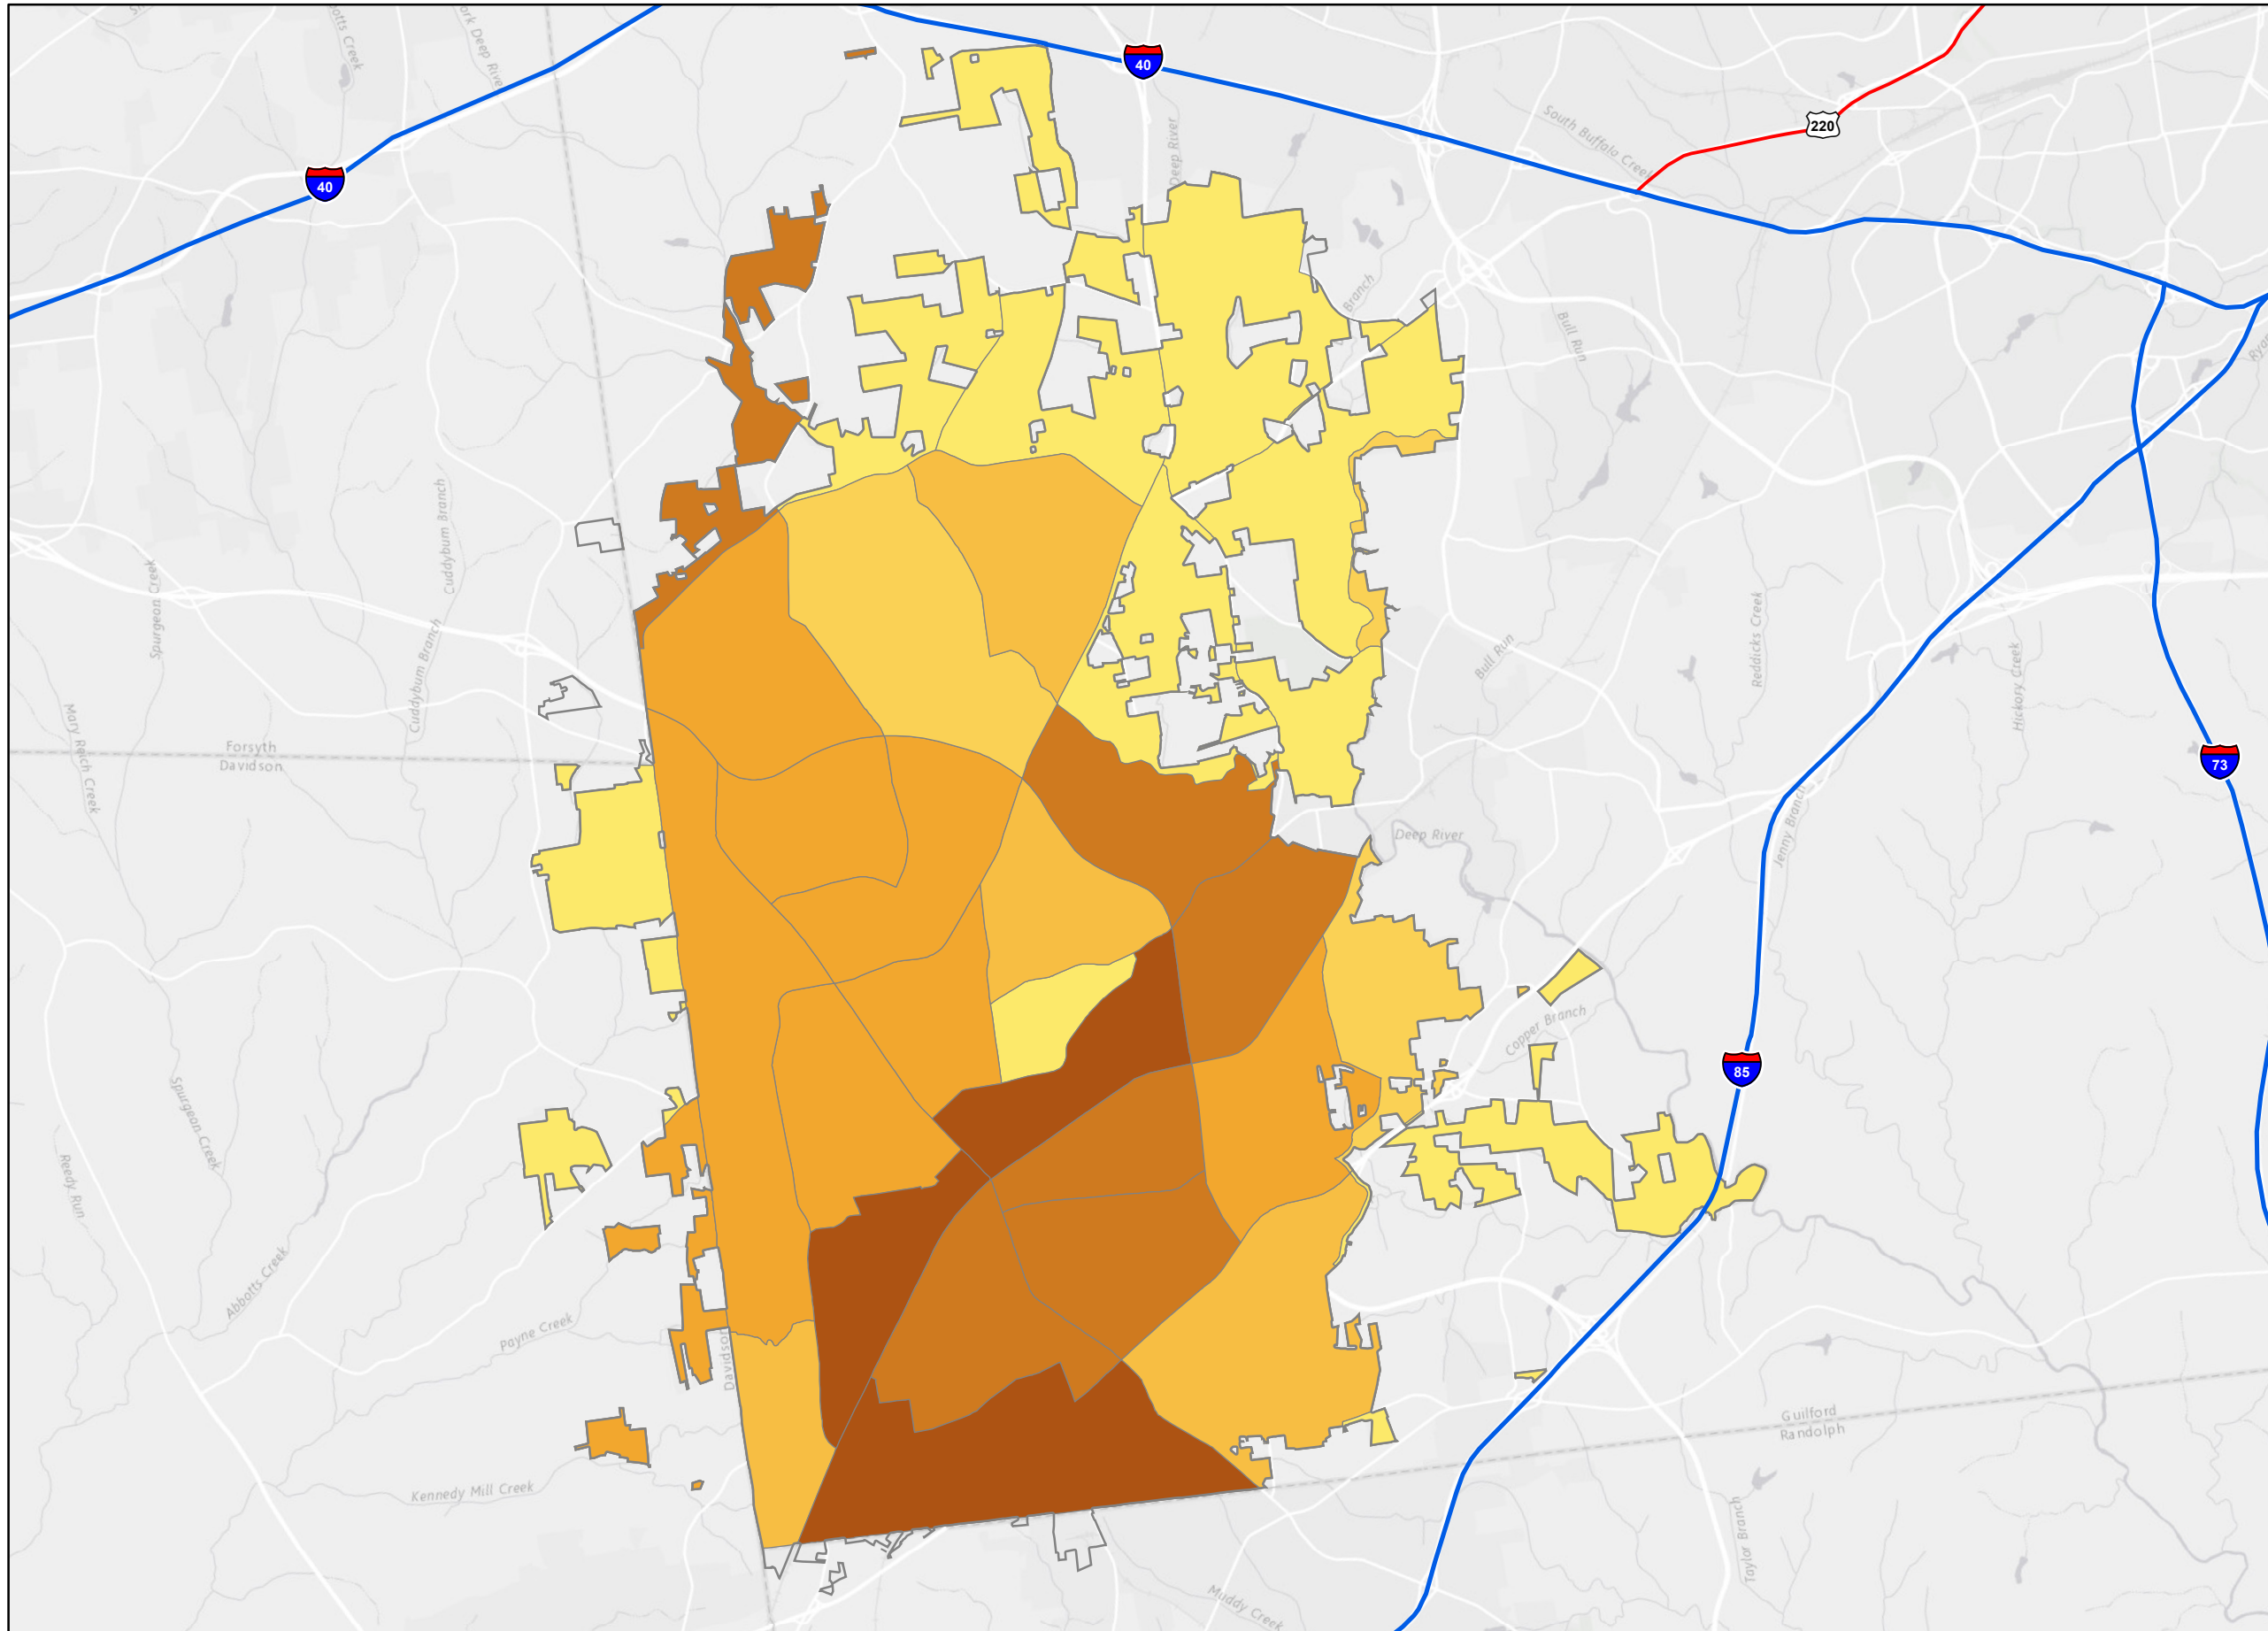 40
40
220
73
85
South Buffalo Creek
Deep River
Branch
Bull Run
Cuddybum Branch
Spurgeon Creek
Cuddybum Branch
Mary Reich Creek
Forsyth
Davidson
Bull Run
Reddicks Creek
Hickory Creek
Deep River
Jenny Branch
Copper Branch
Spurgeon Creek
Reedy Run
Abbotts Creek
Payne Creek
Davidson
Kennedy Mill Creek
Guilford
Randolph
Taylor Branch
Muddy Creek